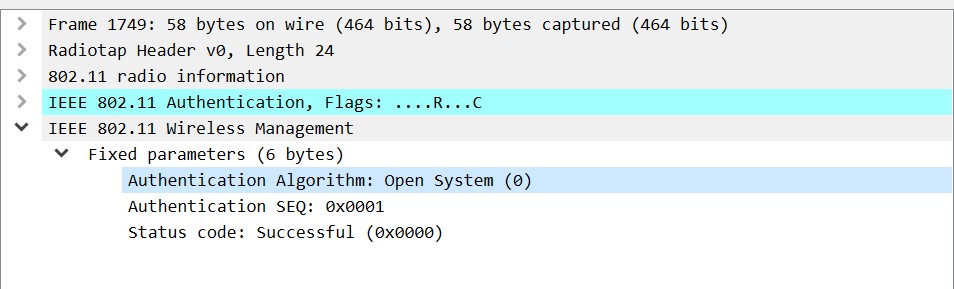 Frame 1749: 58 bytes on wire (464 bits), 58 bytes captured (464 bits)
Radiotap Header v0, Length 24
802.11 radio information
IEEE 802.11 Authentication, Flags: ....R...C
IEEE 802.11 Wireless Management
Fixed parameters (6 bytes)
Authentication Algorithm: Open System (0)
Authentication SEQ: 0x0001
Status code: Successful (0x0000)